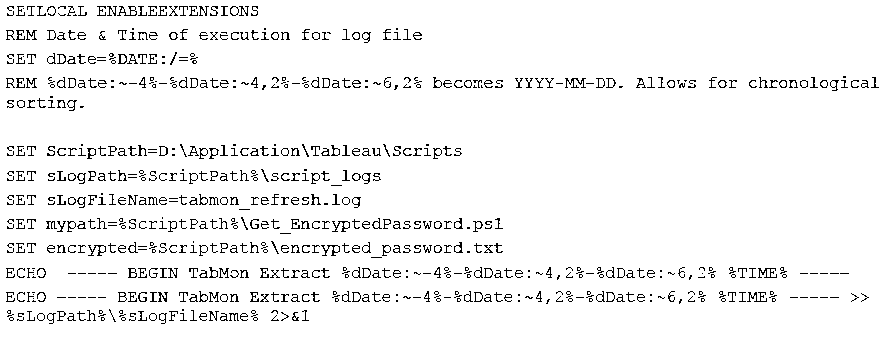 SETLOCAL ENABLEEXTENSIONS
REM Date & Time of execution for log file
SET dDate=%DATE:/=%
REM %dDate:~-4%-%dDate:~4,2%-%dDate:~6,2% becomes YYYY-MM-DD. Allows for chronological
sorting.
SET ScriptPath=D:\Application\Tableau\Scripts
SET sLogPath=%ScriptPath%\script_logs
SET sLogFileName=tabmon_refresh.log
SET mypath=%ScriptPath%\Get_EncryptedPassword.ps1
SET encrypted=%ScriptPath%\encrypted_password.txt
ECHO  ----- BEGIN TabMon Extract %dDate:~-4%-%dDate:~4,2%-%dDate:~6,2% %TIME% -----
ECHO ----- BEGIN TabMon Extract %dDate:~-4%-%dDate:~4,2%-%dDate:~6,2% %TIME% ----- >>
%sLogPath%\%sLogFileName% 2>&1